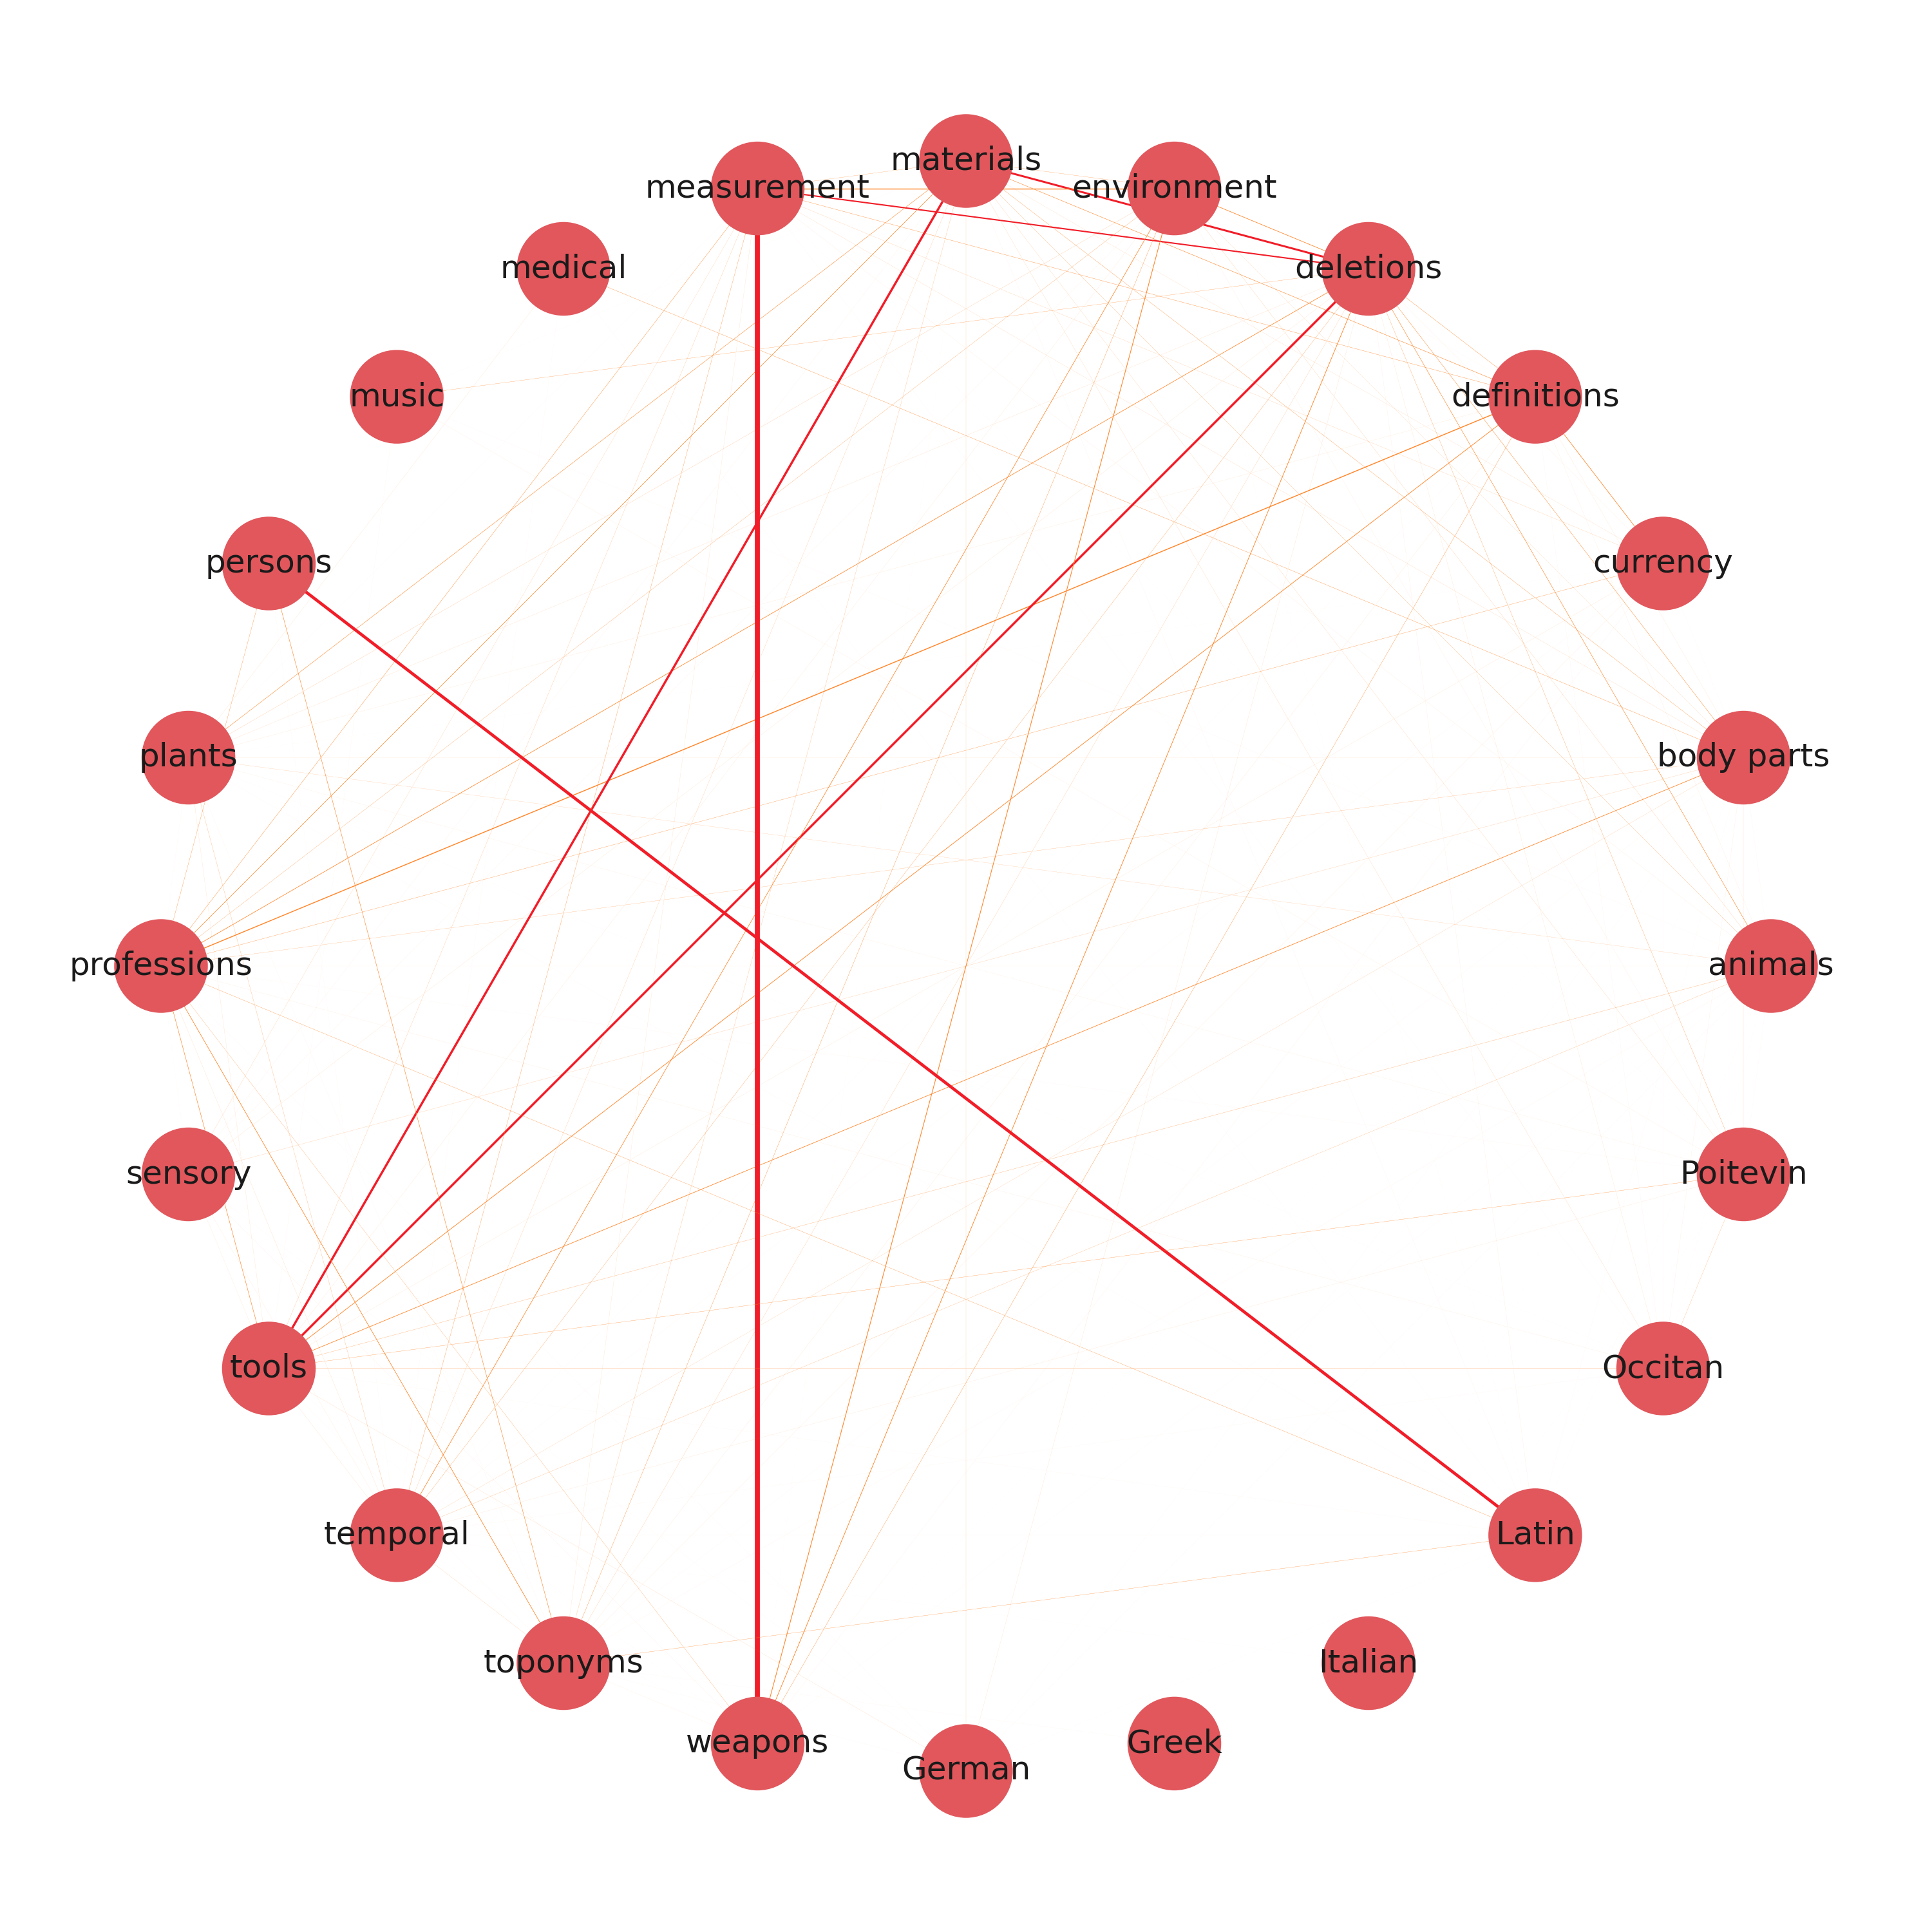 materials
measurement
environment
medical
deletions
music
definitions
persons
currency
plants
body parts
professions
animals
sensory
Poitevin
tools
Occitan
temporal
Latin
toponyms
Italian
weapons
Greek
German